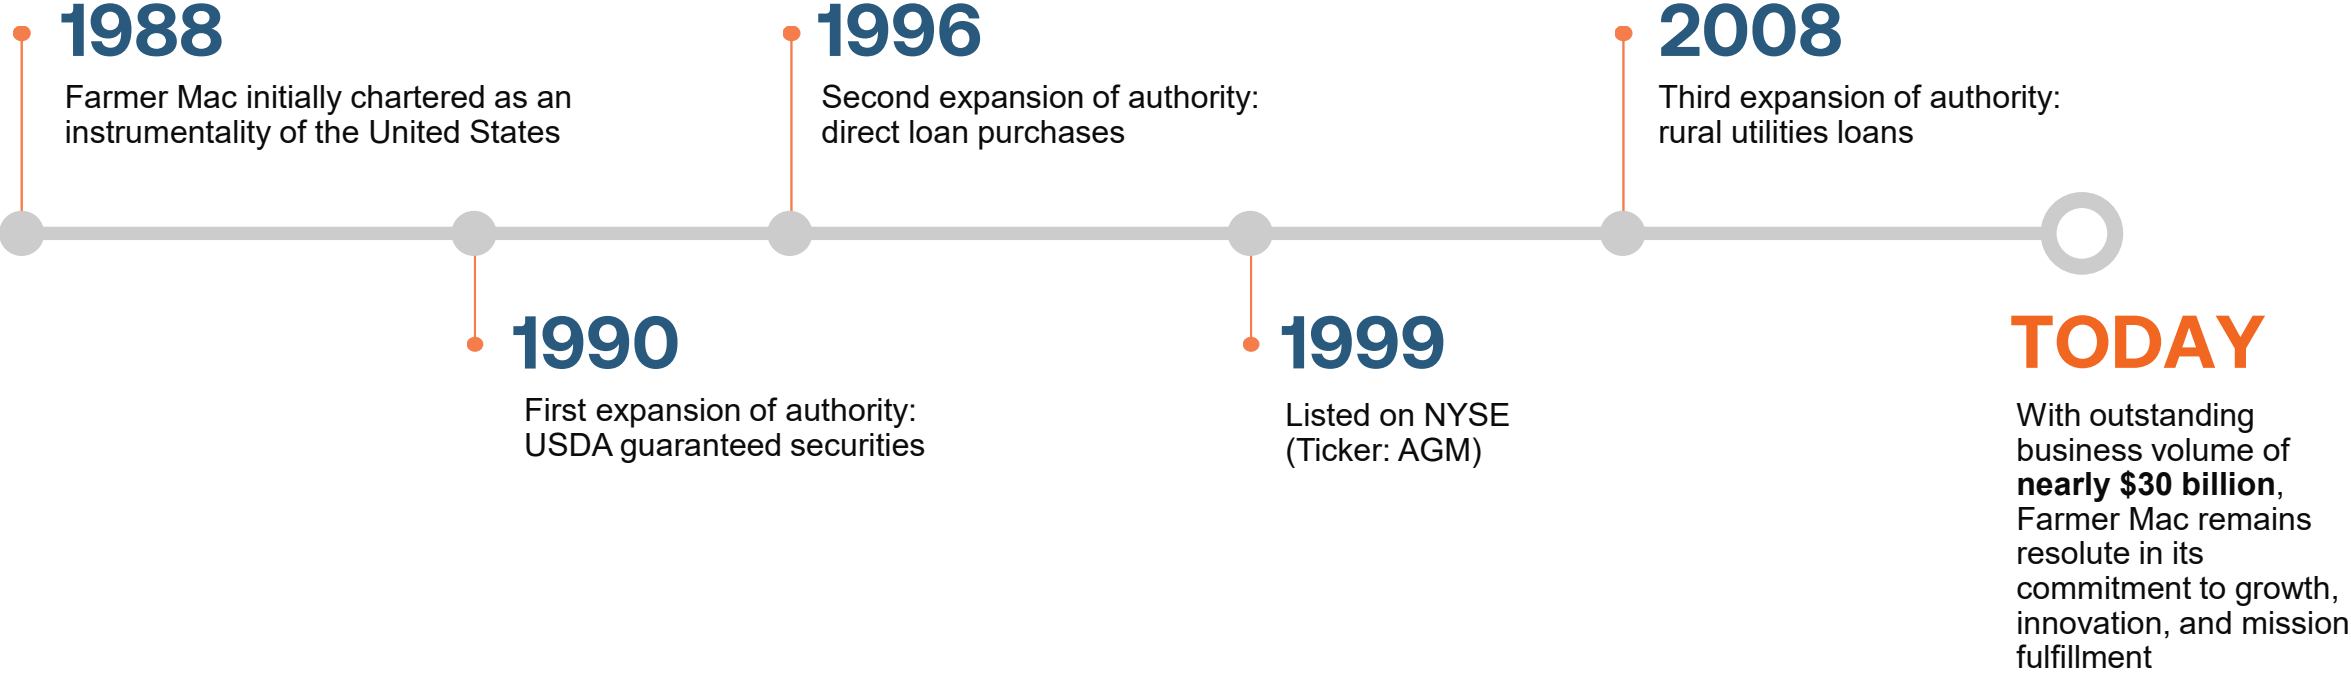 1988
Farmer Mac initially chartered as an
instrumentality of the United States
1990
First expansion of authority:
USDA guaranteed securities
1996
Second expansion of authority:
direct loan purchases
1999
Listed on NYSE
(Ticker: AGM)
2008
Third expansion of authority:
rural utilities loans
TODAY
With outstanding
business volume of
nearly $30 billion,
Farmer Mac remains
resolute in its
commitment to growth,
innovation, and mission
fulfillment